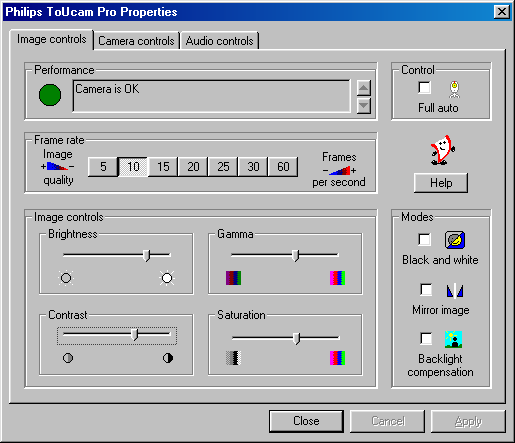 Philips ToUcam Pro Properties
Image controls
Camera controls
Audio controls
Performance
Camera is OK
Control
Full auto
Frame rate
Image
quality
5 10 15 20 25 30 60
Frames
per second
Help
Image controls
Brightness
Gamma
Contrast
Saturation
Modes
Black and white
Mirror image
Backlight
compensation
Close
Cancel
Apply